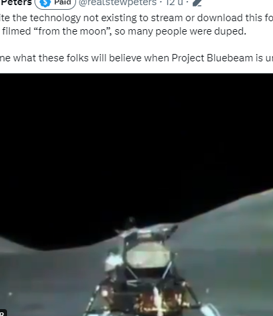 Peters Paid @realstewpeters · 12 u ·
ite the technology not existing to stream or download this fo
filmed “from the moon”, so many people were duped.
ne what these folks will believe when Project Bluebeam is u